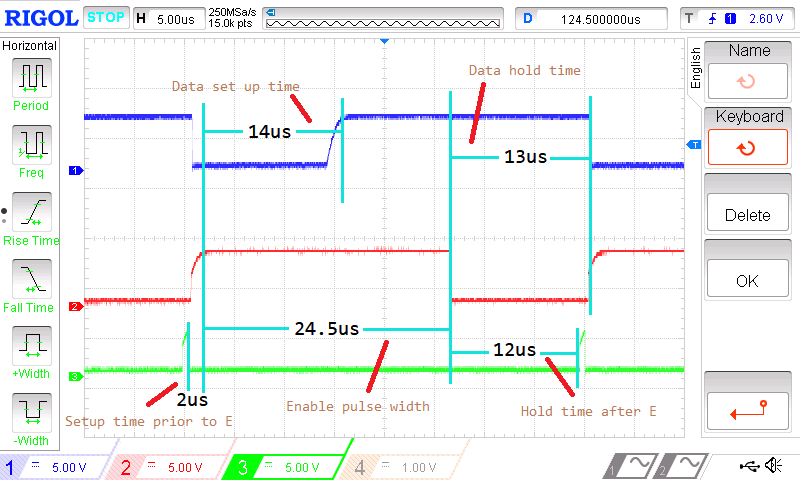 RIGOL STOP H 5.00us 250MSa/s
15.0k pts
D 124.500000us T 1 2.60 V
Horizontal
Period
Freq
Rise Time
Fall Time
+Width
-Width
Data set up time
Data hold time
14us
13us
24.5us
12us
2us
Setup time prior to E
Enable pulse width
Hold time after E
1
2
3
T
English
Name
Keyboard
Delete
OK
1 5.00 V 2 5.00 V 3 5.00 V 4 1.00 V
1 2